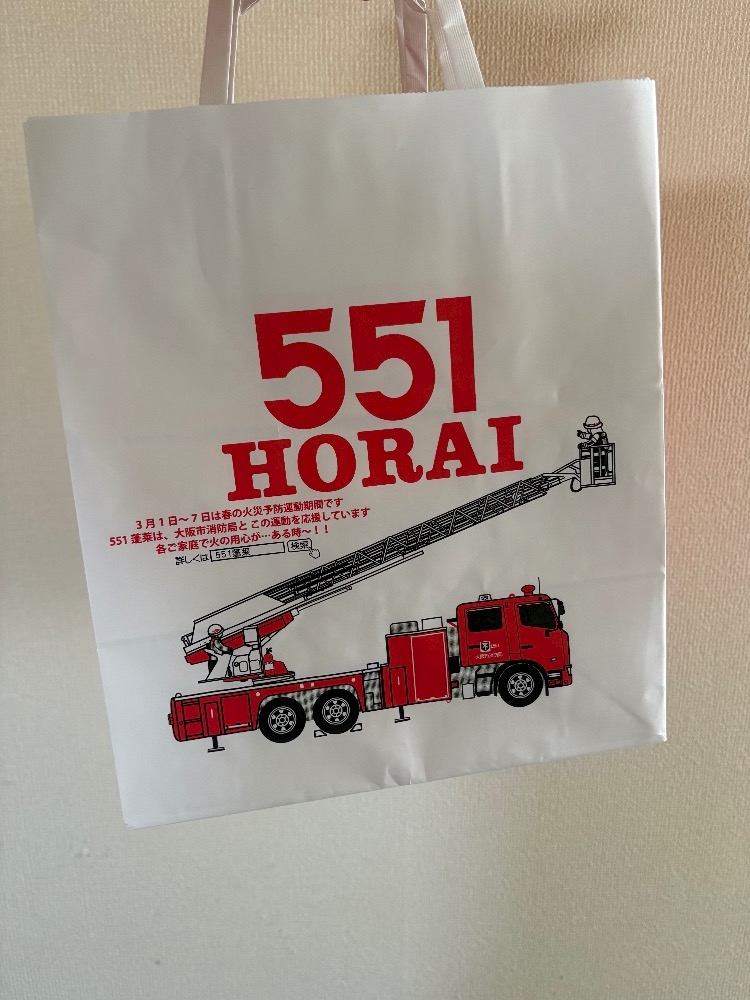 551
HORAI
3月1日〜7日は春の火災予防運動期間です
551蓬莱は、大阪市消防局と この運動を応援しています
各ご家庭で火の用心が…ある時〜！！
詳しくは 551蓬莱 検索